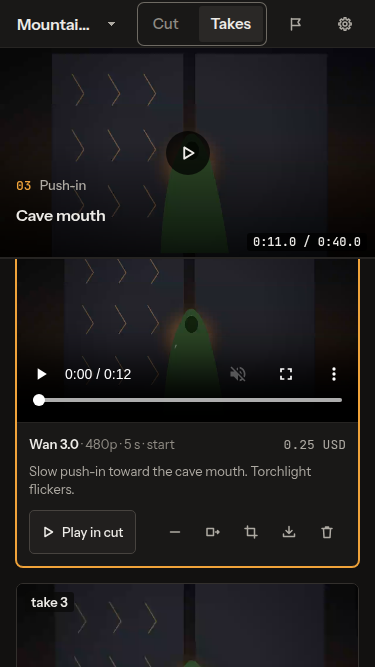 Mountai...
Cut
Takes
03 Push-in
Cave mouth
0:11.0 / 0:40.0
0:00 / 0:12
Wan 3.0 · 480p · 5 s · start
0.25 USD
Slow push-in toward the cave mouth. Torchlight
flickers.
Play in cut
take 3